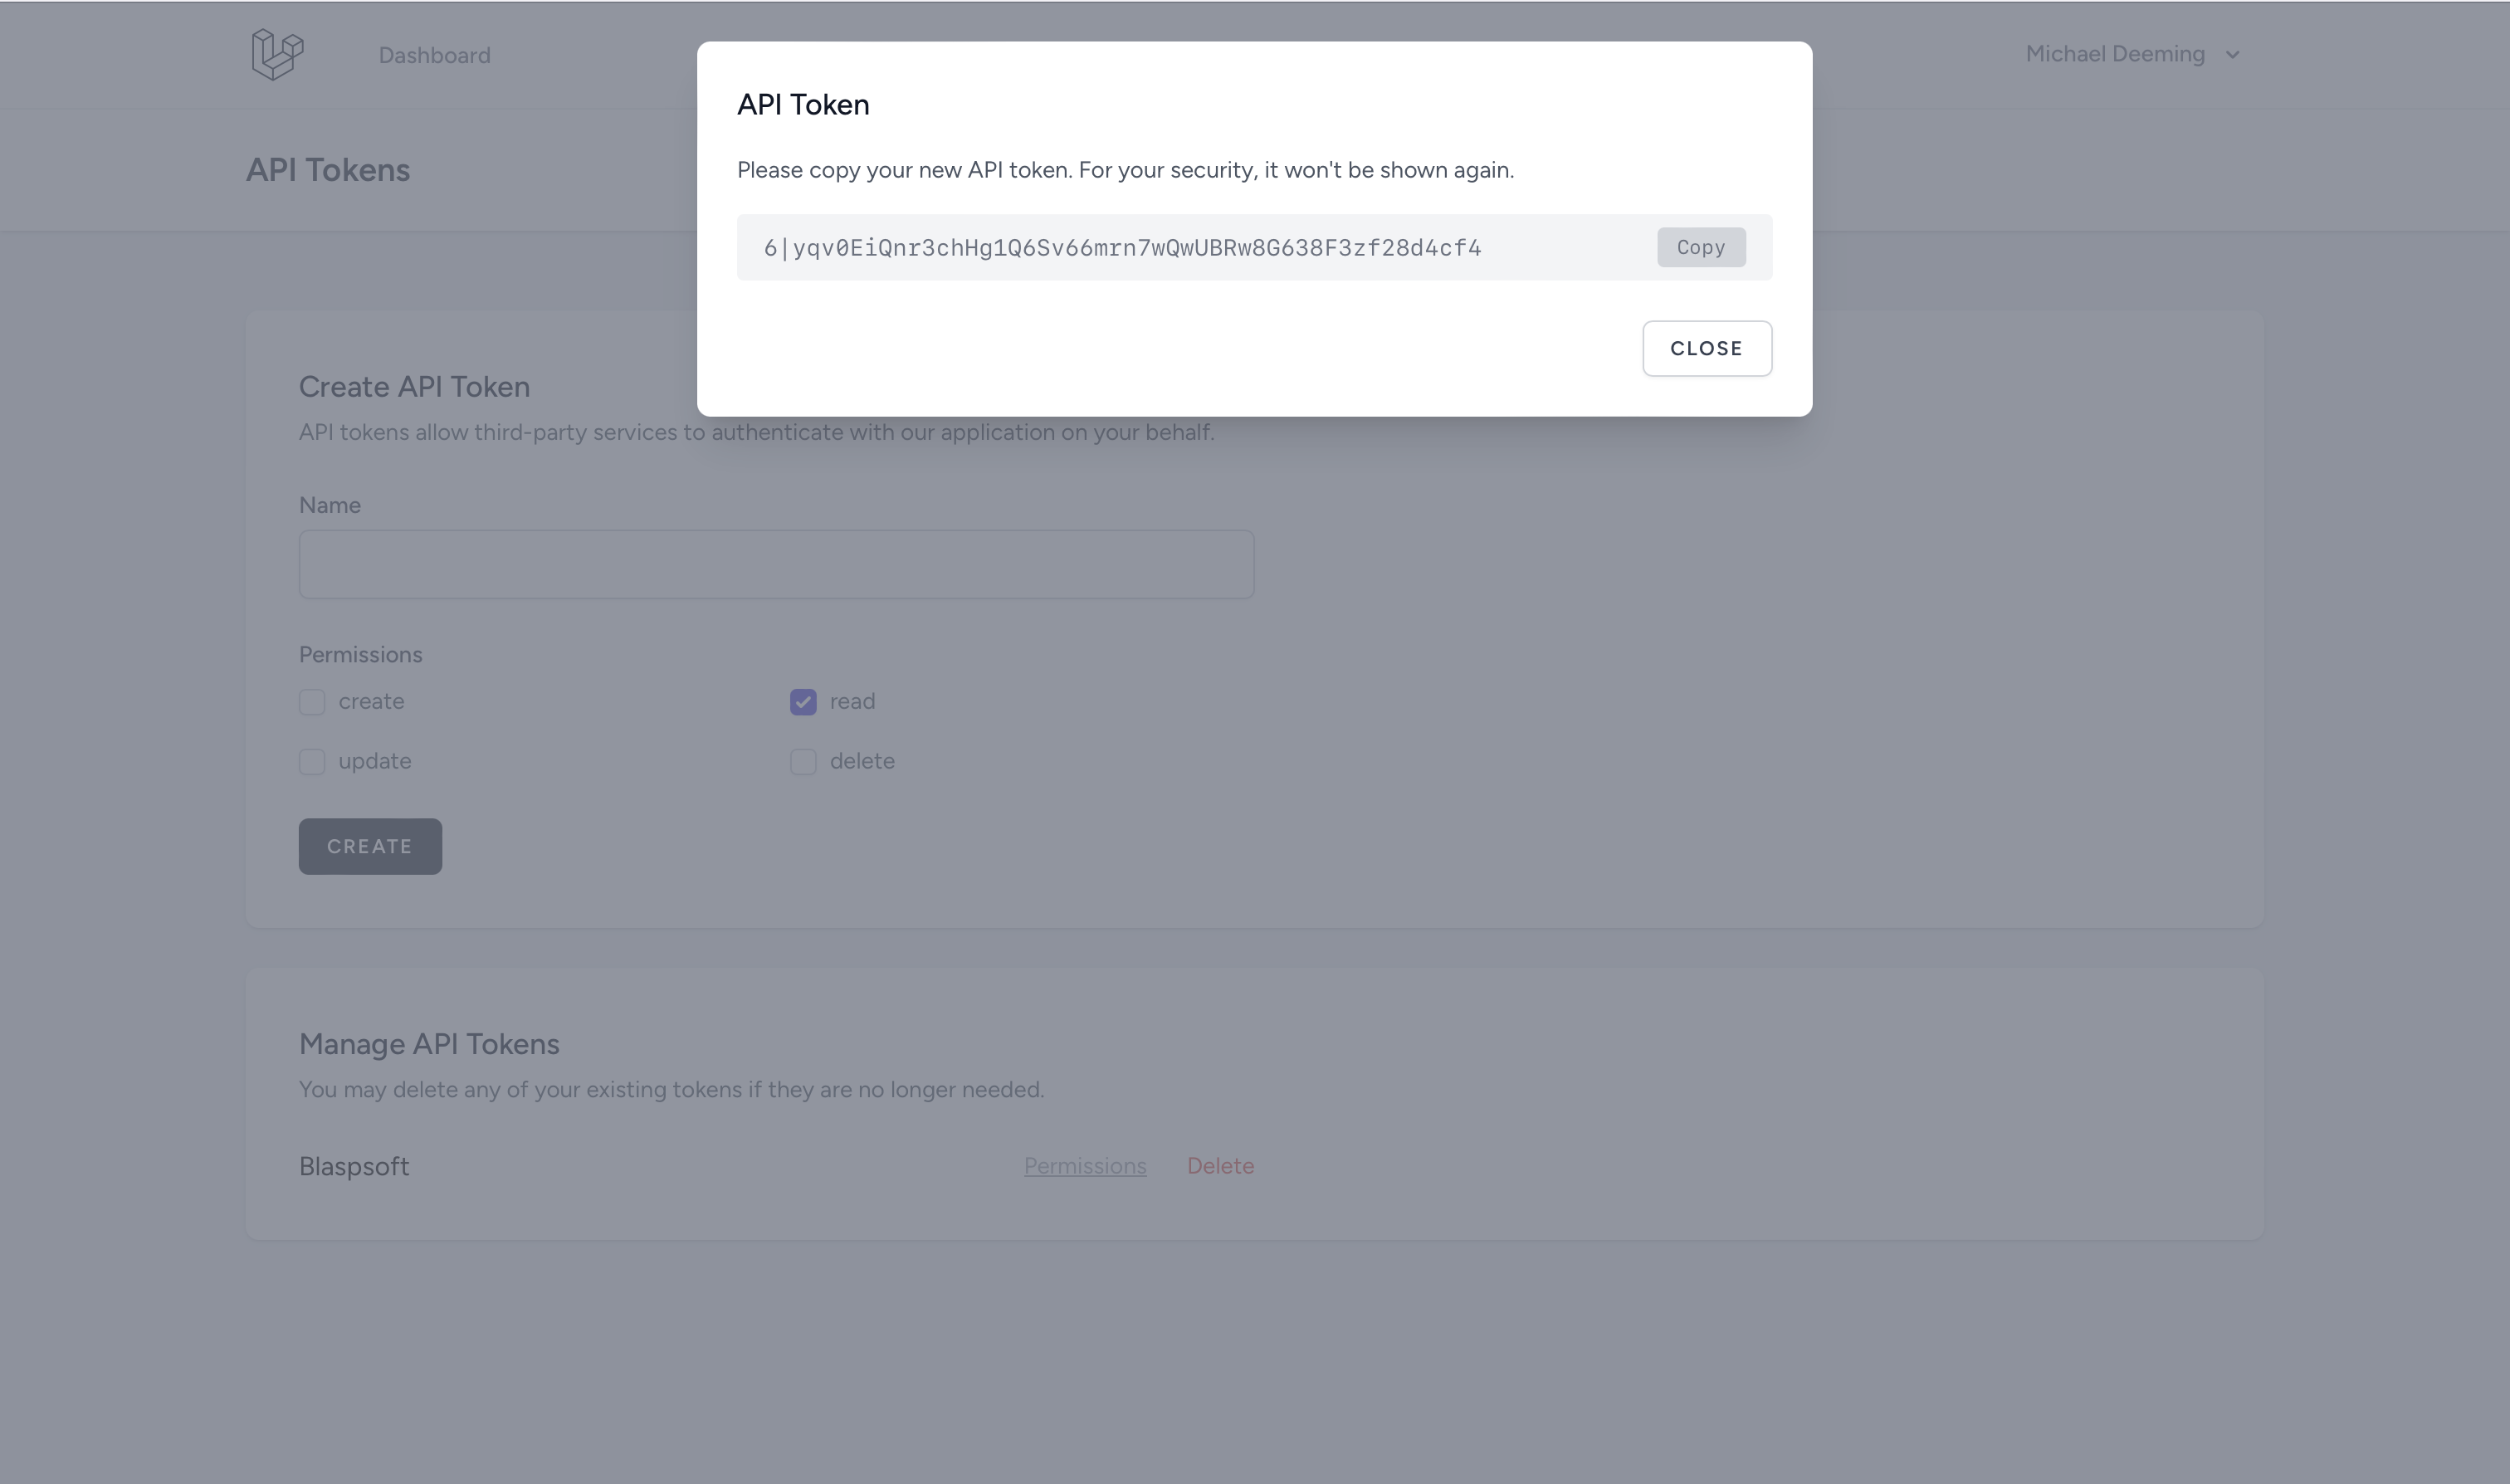 Dashboard
Michael Deeming
API Tokens
API Token
Please copy your new API token. For your security, it won't be shown again.
6|yqv0EiQnr3chHg1Q6Sv66mrn7wQwUBRw8G638F3zf28d4cf4
Copy
CLOSE
Create API Token
API tokens allow third-party services to authenticate with our application on your behalf.
Name
Permissions
create
read
update
delete
CREATE
Manage API Tokens
You may delete any of your existing tokens if they are no longer needed.
Blaspsoft
Permissions
Delete